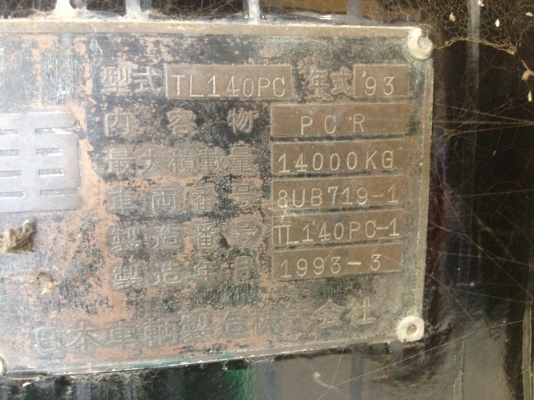 型式 TL140PC 年式 '93
内容物 PCR
最大積載量 14000KG
車両番号 8UB719-1
製造番号 TL140PC-1
製造年月 1993-3
日本車輌製造株式会社